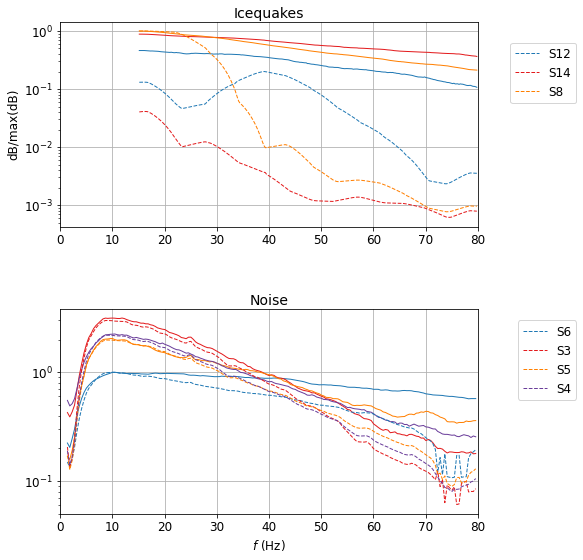 Icequakes
dB/max(dB)
10⁰
10⁻¹
10⁻²
10⁻³
0 10 20 30 40 50 60 70 80
S12
S14
S8
Noise
10⁰
10⁻¹
0 10 20 30 40 50 60 70 80
f (Hz)
S6
S3
S5
S4